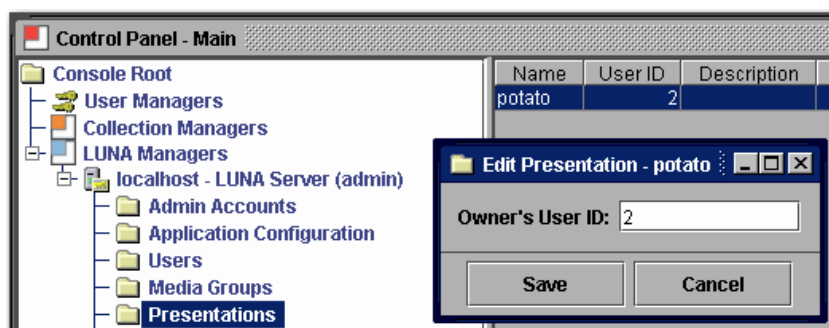 Control Panel - Main
Console Root
User Managers
Collection Managers
LUNA Managers
localhost - LUNA Server (admin)
Admin Accounts
Application Configuration
Users
Media Groups
Presentations
Name User ID Description
potato 2
Edit Presentation - potato
Owner's User ID: 2
Save Cancel